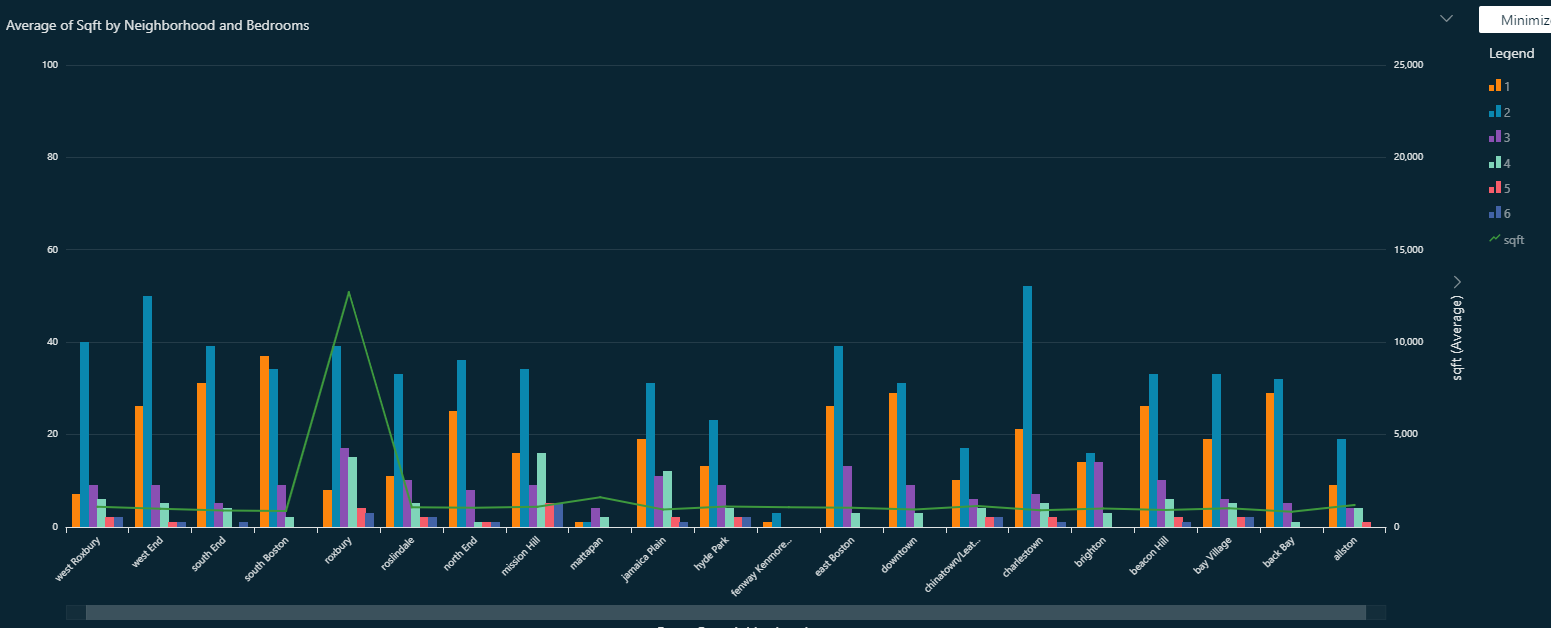 Average of Sqft by Neighborhood and Bedrooms
Minimiz
Legend
1
2
3
4
5
6
sqft
100
80
60
40
20
0
25,000
20,000
15,000
10,000
5,000
0
sqft (Average)
west Roxbury
west End
south End
south Boston
roxbury
roslindale
north End
mission Hill
mattapan
jamaica Plain
hyde Park
fenway Kenmore...
east Boston
downtown
chinatown/Leat...
charlestown
brighton
beacon Hill
bay Village
back Bay
allston